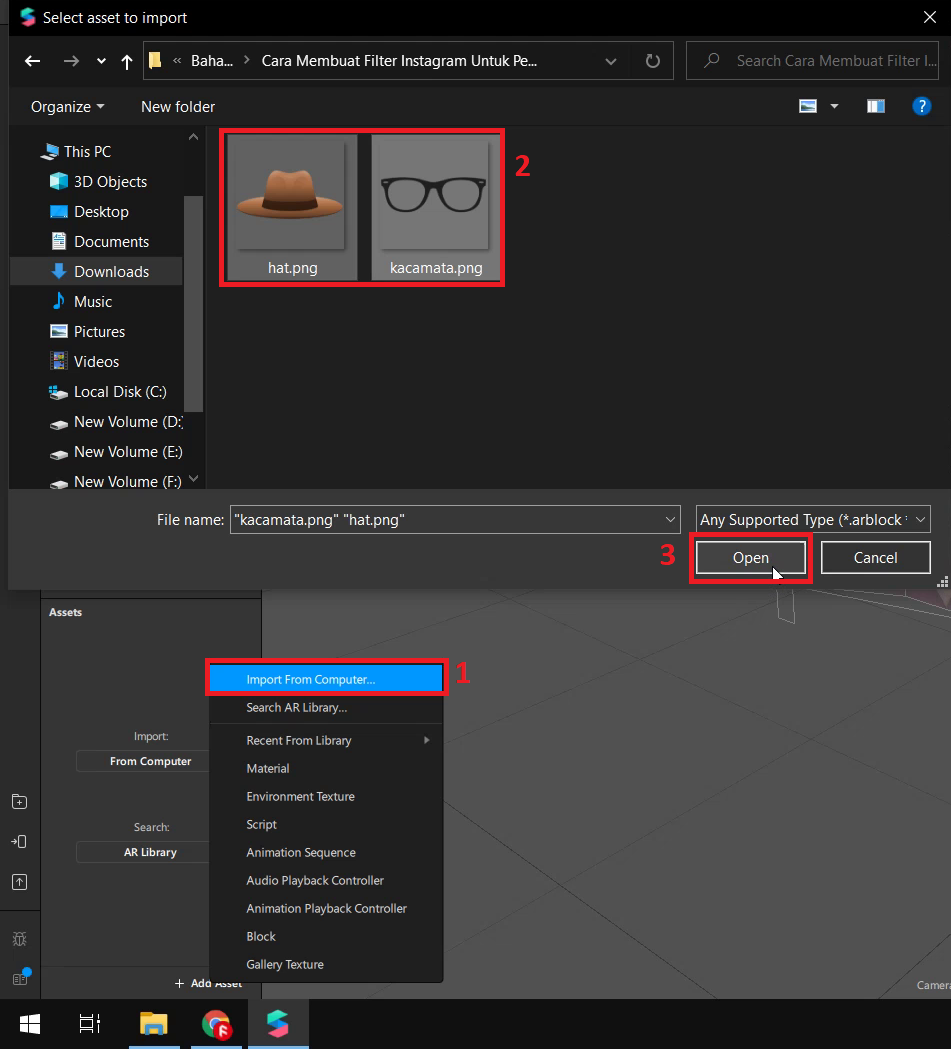 Select asset to import
« Baha... > Cara Membuat Filter Instagram Untuk Pe...
Search Cara Membuat Filter I...
Organize
New folder
?
This PC
3D Objects
Desktop
Documents
Downloads
Music
Pictures
Videos
Local Disk (C:)
New Volume (D:)
New Volume (E:)
New Volume (F:)
hat.png
kacamata.png
2
File name:
"kacamata.png" "hat.png"
Any Supported Type (*.arblock *
3
Open
Cancel
Assets
Import From Computer...
1
Search AR Library...
Import:
Recent From Library
From Computer
Material
Environment Texture
Search:
Script
AR Library
Animation Sequence
Audio Playback Controller
Animation Playback Controller
Block
Gallery Texture
+ Add Asset
Camera